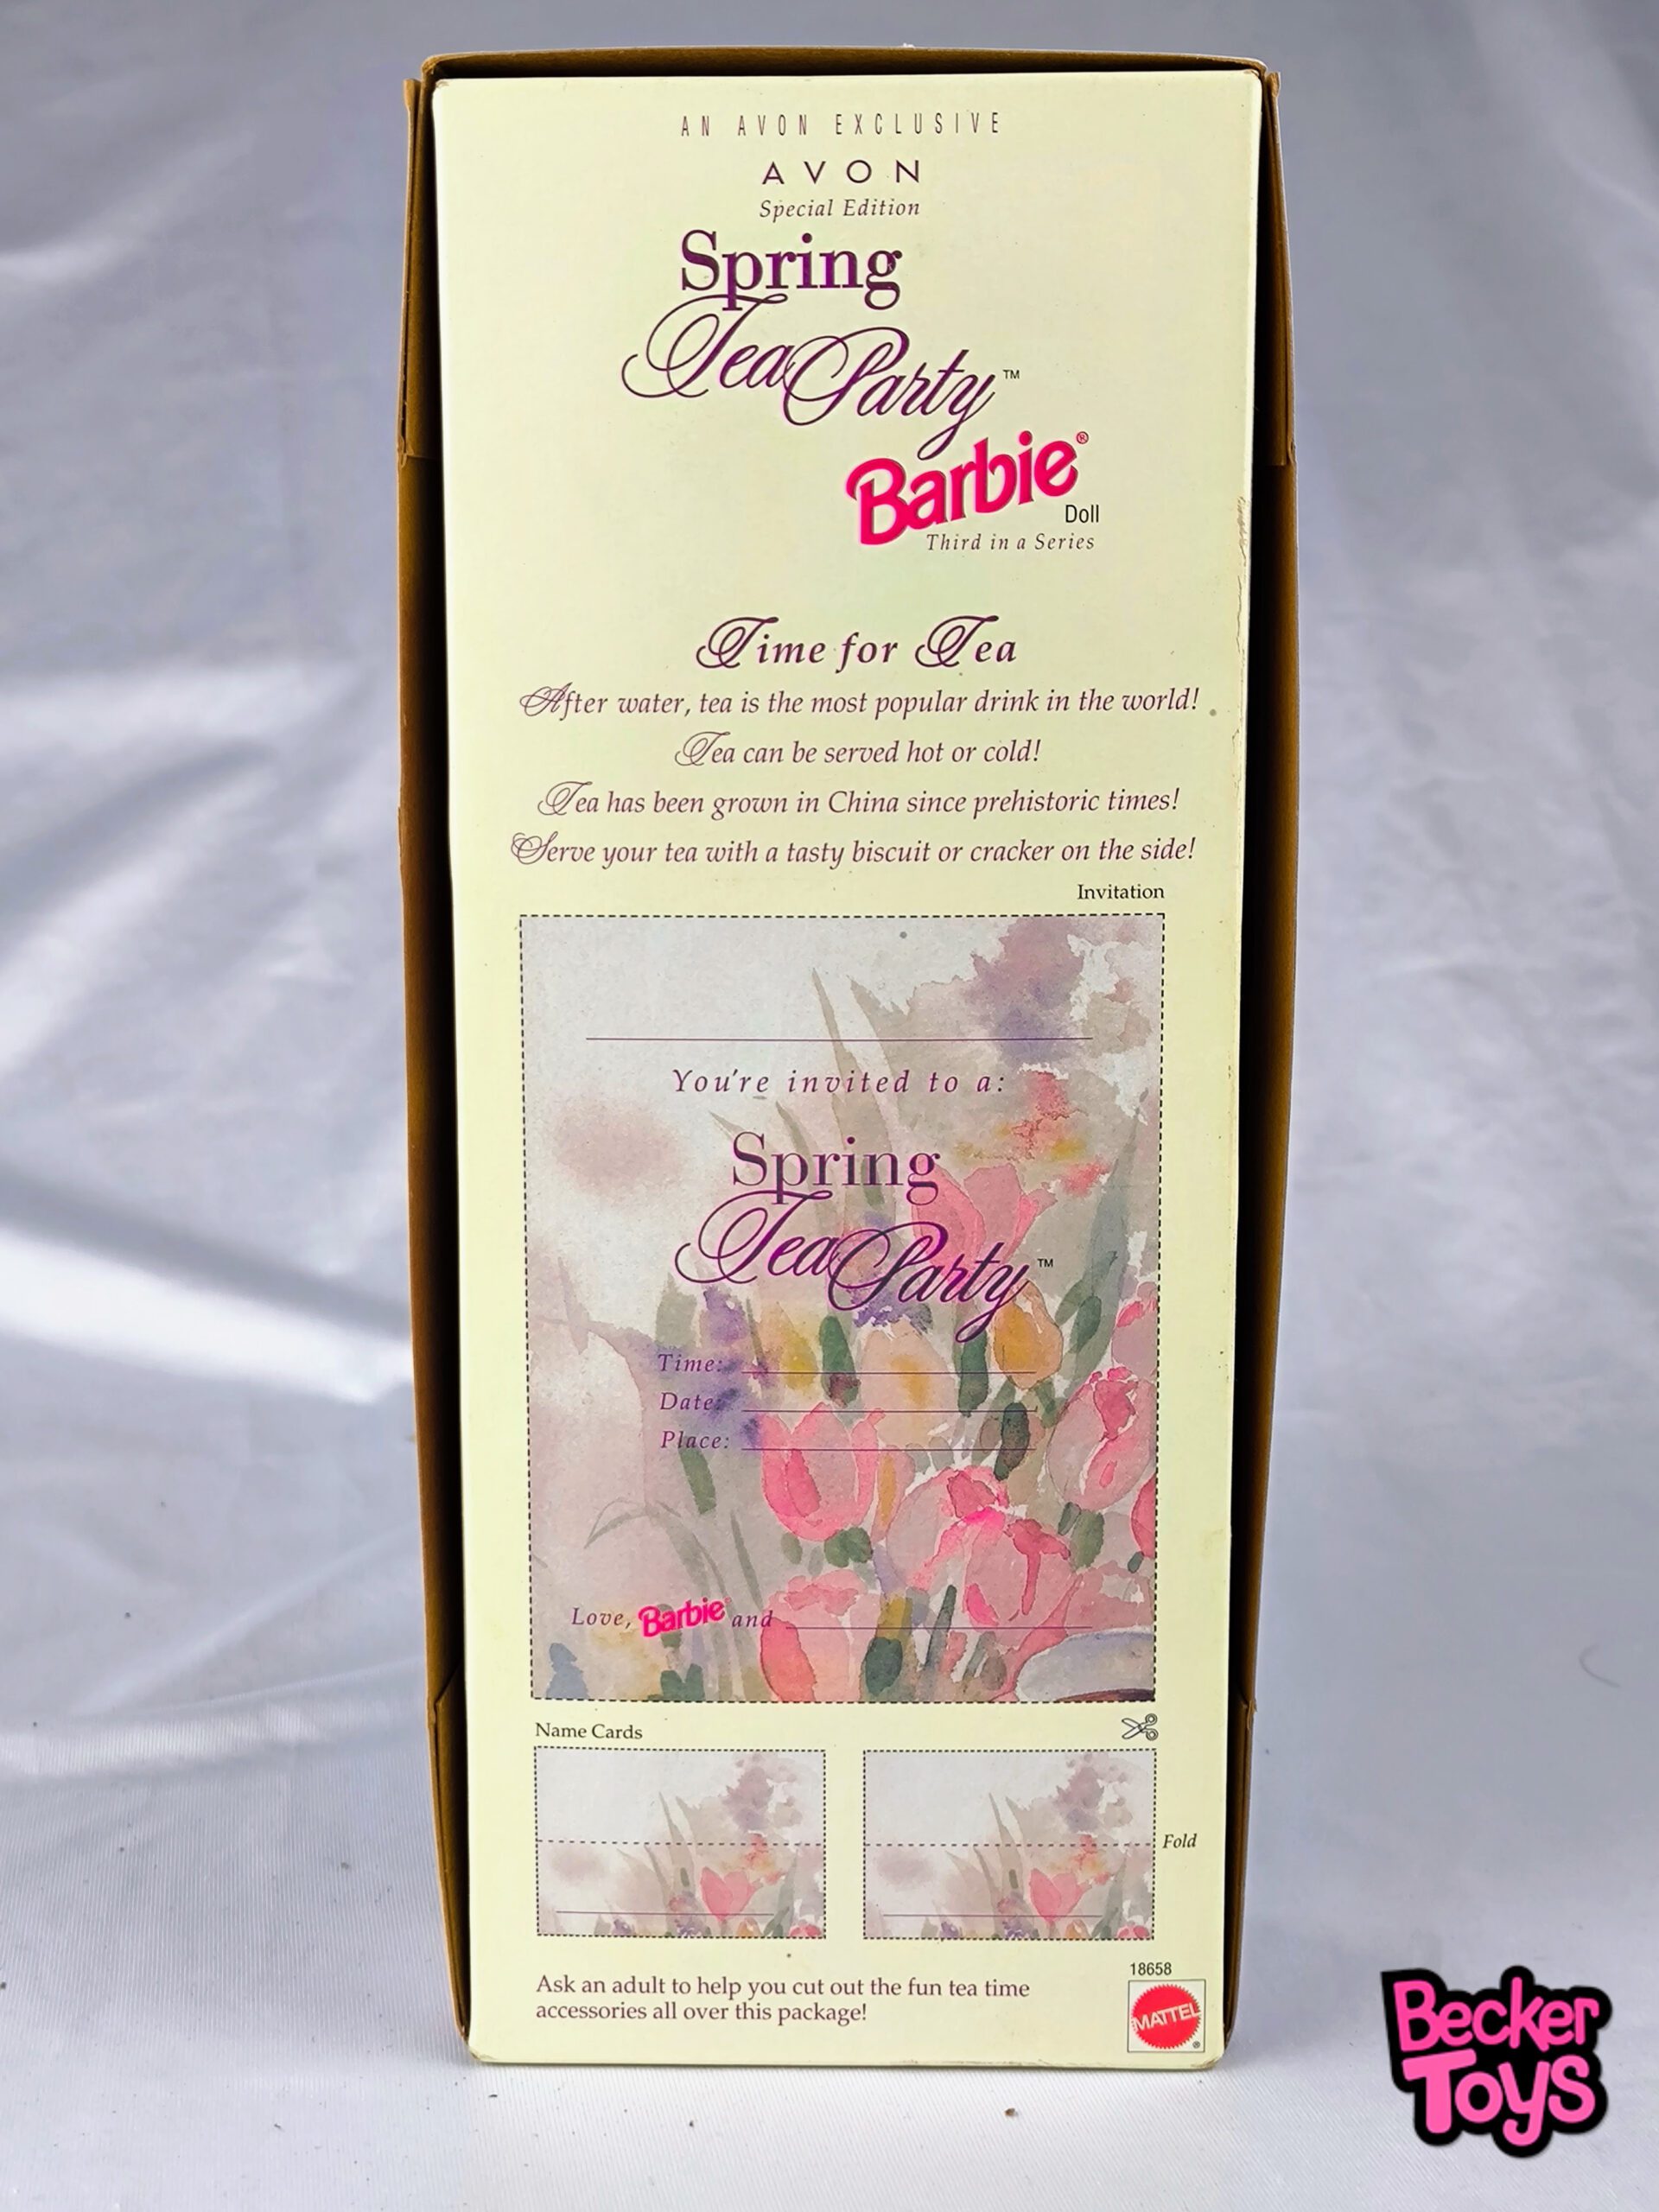 AN AVON EXCLUSIVE
AVON
Special Edition
Spring
Tea Party™
Barbie®
Doll
Third in a Series
Time for Tea
After water, tea is the most popular drink in the world!
Tea can be served hot or cold!
Tea has been grown in China since prehistoric times!
Serve your tea with a tasty biscuit or cracker on the side!
Invitation
You're invited to a:
Spring
Tea Party™
Time:
Date:
Place:
Love, Barbie and
Name Cards
Fold
Ask an adult to help you cut out the fun tea time
accessories all over this package!
18658
MATTEL
®
Becker
Toys